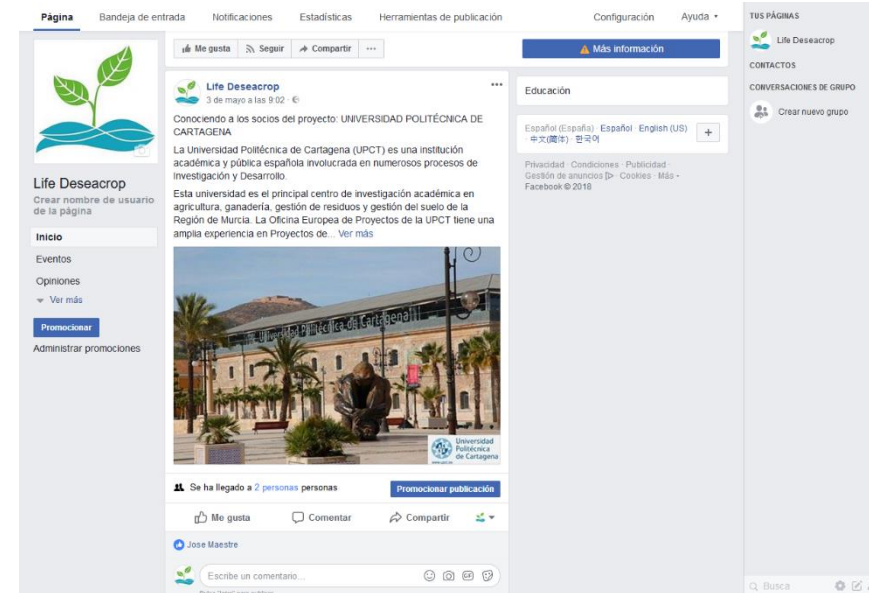 Página Bandeja de entrada Notificaciones Estadísticas Herramientas de publicación Configuración Ayuda
Life Deseacrop
Crear nombre de usuario
de la página
Inicio
Eventos
Opiniones
Ver más
Promocionar
Administrar promociones
Me gusta Seguir Compartir ···
Más información
Life Deseacrop
3 de mayo a las 9:02 ·
Conociendo a los socios del proyecto: UNIVERSIDAD POLITÉCNICA DE
CARTAGENA
La Universidad Politécnica de Cartagena (UPCT) es una institución
académica y pública española involucrada en numerosos procesos de
Investigación y Desarrollo.
Esta universidad es el principal centro de investigación académica en
agricultura, ganadería, gestión de residuos y gestión del suelo de la
Región de Murcia. La Oficina Europea de Proyectos de la UPCT tiene una
amplia experiencia en Proyectos de... Ver más
Universidad Politécnica de Cartagena
Universidad
Politécnica
de Cartagena
Se ha llegado a 2 personas personas
Promocionar publicación
Me gusta Comentar Compartir
Jose Maestre
Escribe un comentario...
GIF
Educación
Español (España) · Español · English (US)
· 中文(简体) · 한국어
+
Privacidad · Condiciones · Publicidad ·
Gestión de anuncios · Cookies · Más
Facebook © 2018
TUS PÁGINAS
Life Deseacrop
CONTACTOS
CONVERSACIONES DE GRUPO
Crear nuevo grupo
Busca